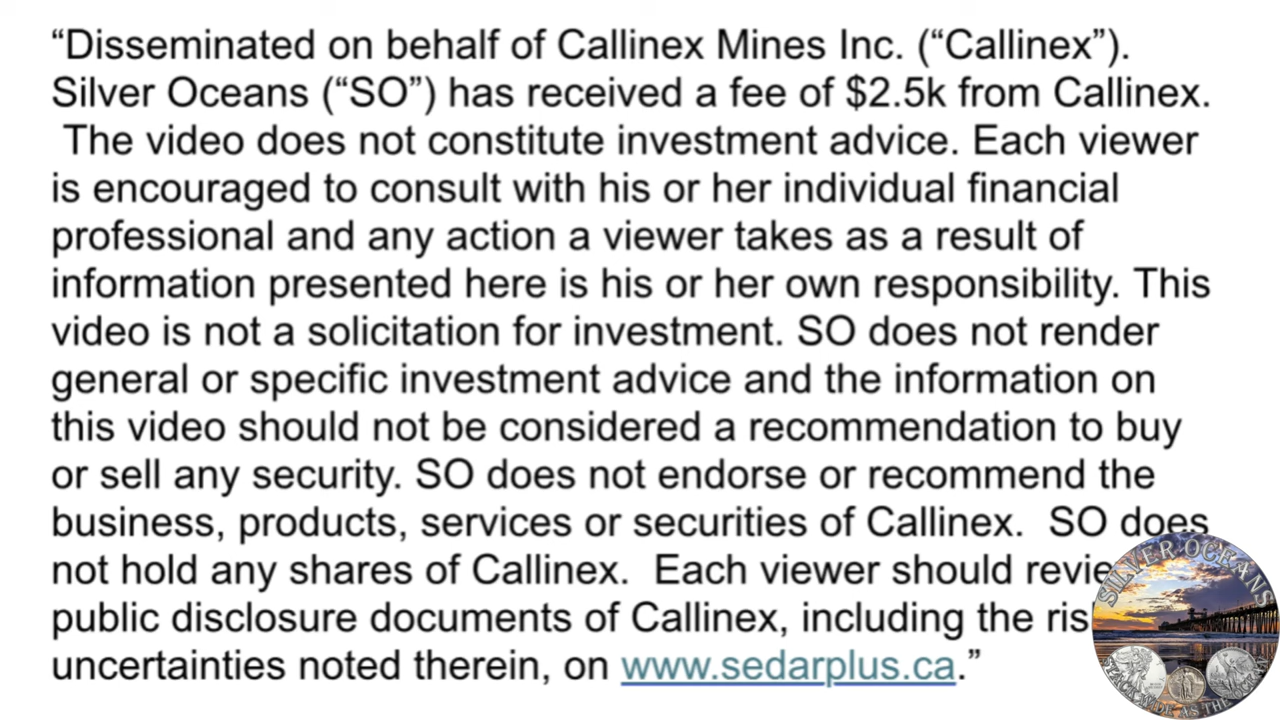 “Disseminated on behalf of Callinex Mines Inc. (“Callinex”).
Silver Oceans (“SO”) has received a fee of $2.5k from Callinex.
The video does not constitute investment advice. Each viewer
is encouraged to consult with his or her individual financial
professional and any action a viewer takes as a result of
information presented here is his or her own responsibility. This
video is not a solicitation for investment. SO does not render
general or specific investment advice and the information on
this video should not be considered a recommendation to buy
or sell any security. SO does not endorse or recommend the
business, products, services or securities of Callinex.  SO does
not hold any shares of Callinex.  Each viewer should
public disclosure documents of Callinex, including the
uncertainties noted therein, on www.sedarplus.ca.”
SILVER OCEANS
WIDE AS THE OCEAN